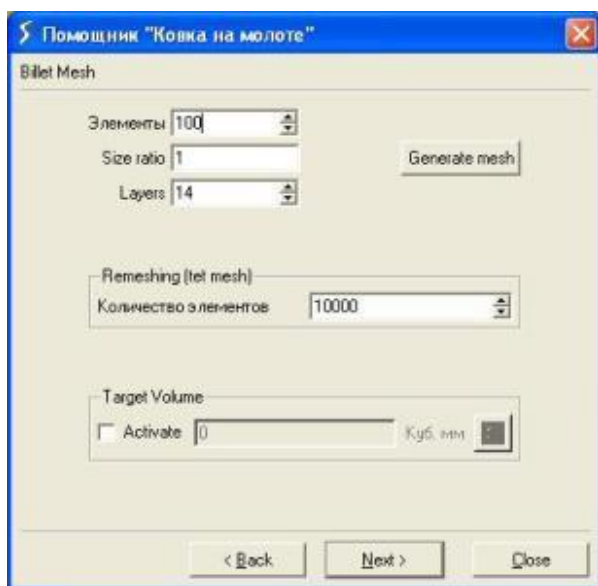 Помощник "Ковка на молоте"
Billet Mesh
Элементы 100
Size ratio 1
Generate mesh
Layers 14
Remeshing (tet mesh)
Количество элементов 10000
Target Volume
Activate 0 Куб. мм
< Back Next > Close